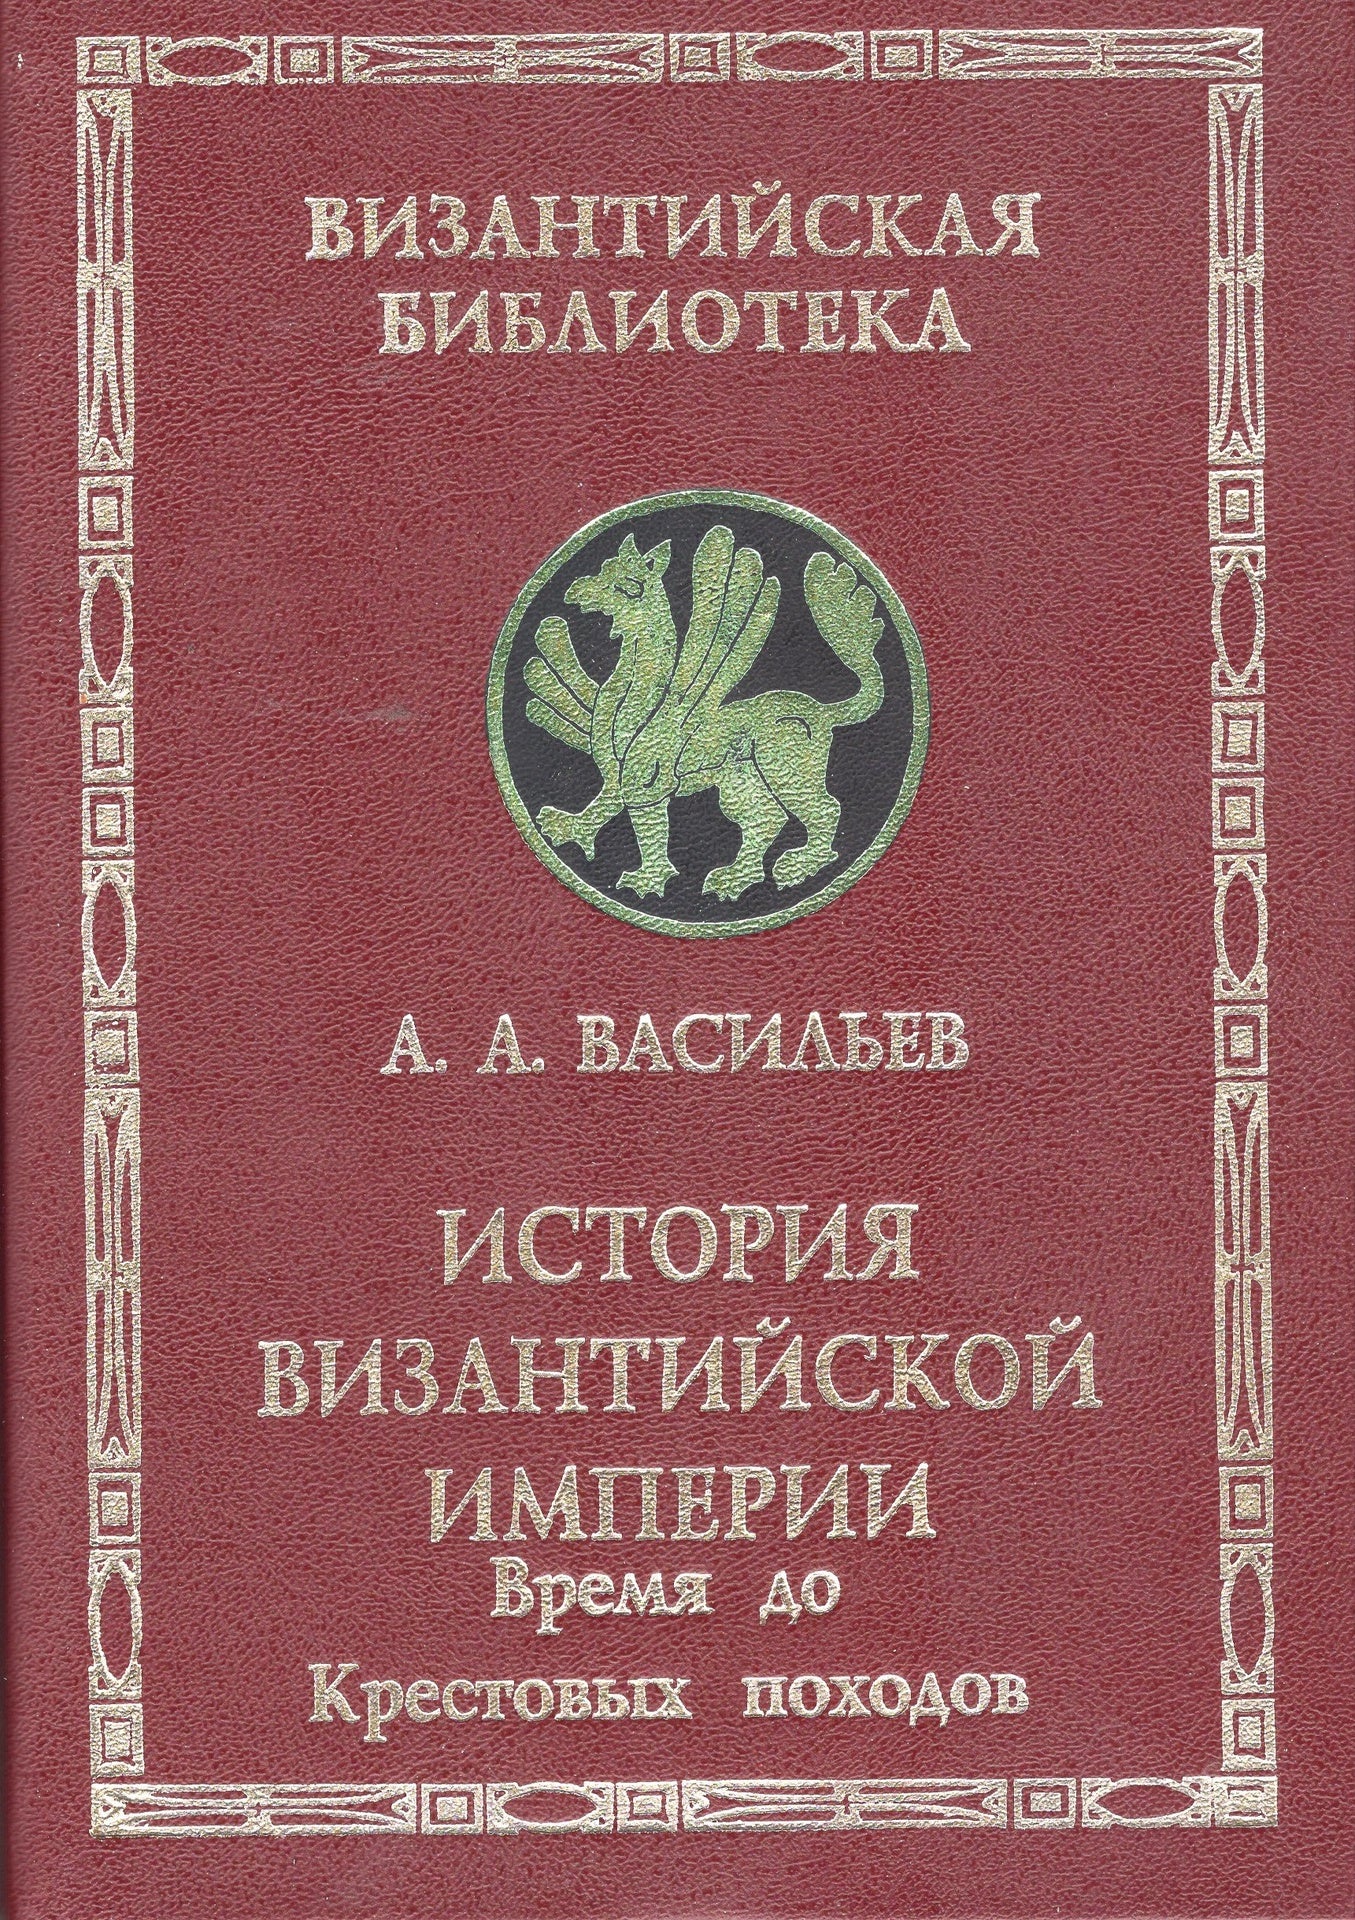 ВИЗАНТИЙСКАЯ
БИБЛИОТЕКА
А. А. ВАСИЛЬЕВ
ИСТОРИЯ
ВИЗАНТИЙСКОЙ
ИМПЕРИИ
Время до
Крестовых походов